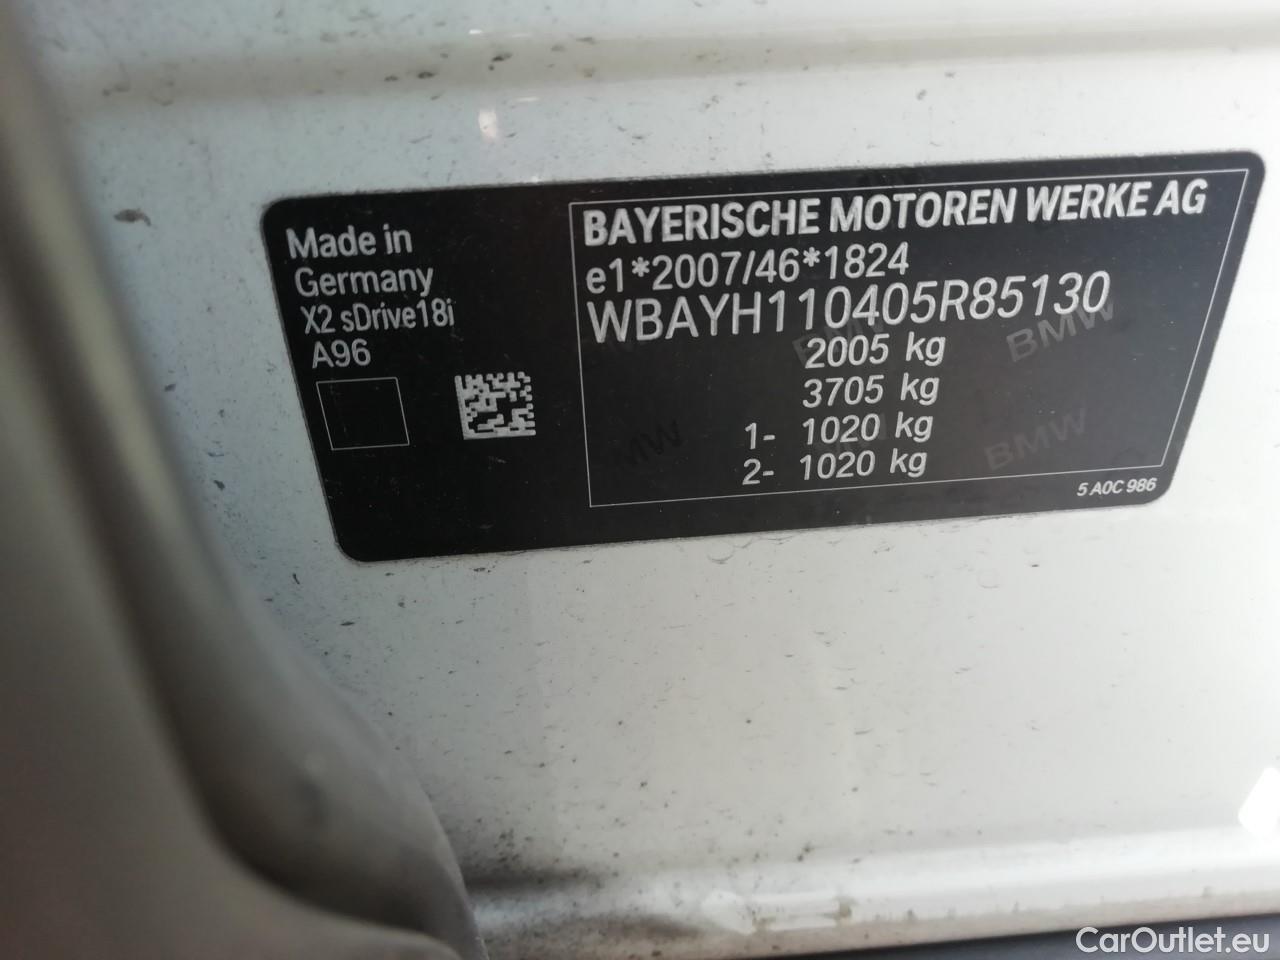 Made in
Germany
X2 sDrive18i
A96
BAYERISCHE MOTOREN WERKE AG
e1*2007/46*1824
WBAYH110405R85130
2005 kg
3705 kg
1- 1020 kg
2- 1020 kg
5 A0C 986
BMW
BMW
CarOutlet.eu